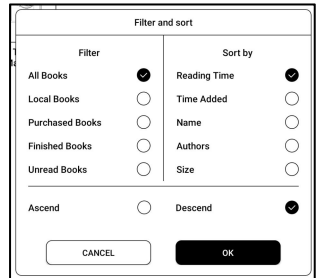 Filter and sort
Filter
Sort by
All Books
Reading Time
Local Books
Time Added
Purchased Books
Name
Finished Books
Authors
Unread Books
Size
Ascend
Descend
CANCEL
OK